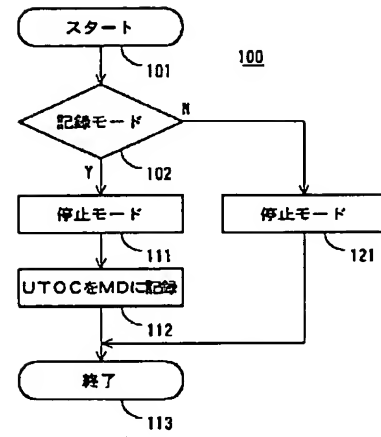 スタート
101
100
記録モード
N
102
Y
停止モード
111
停止モード
121
UTOCをMDに記録
112
終了
113